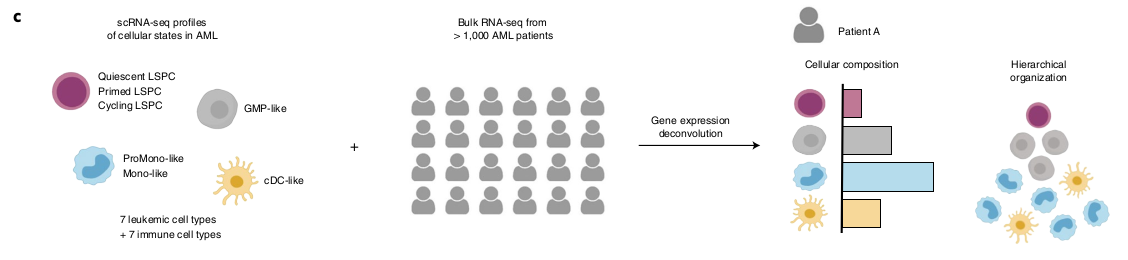 c
scRNA-seq profiles
of cellular states in AML
Quiescent LSPC
Primed LSPC
Cycling LSPC
GMP-like
ProMono-like
Mono-like
cDC-like
7 leukemic cell types
+ 7 immune cell types
+
Bulk RNA-seq from
> 1,000 AML patients
Gene expression
deconvolution
Patient A
Cellular composition
Hierarchical
organization